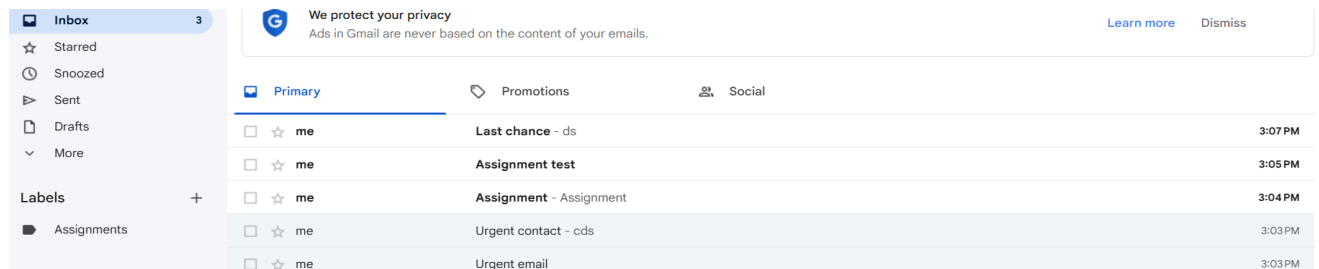 Inbox 3
Starred
Snoozed
Sent
Drafts
More
Labels +
Assignments
We protect your privacy
Ads in Gmail are never based on the content of your emails.
Learn more Dismiss
Primary Promotions Social
me Last chance - ds 3:07 PM
me Assignment test 3:05 PM
me Assignment - Assignment 3:04 PM
me Urgent contact - cds 3:03 PM
me Urgent email 3:03 PM